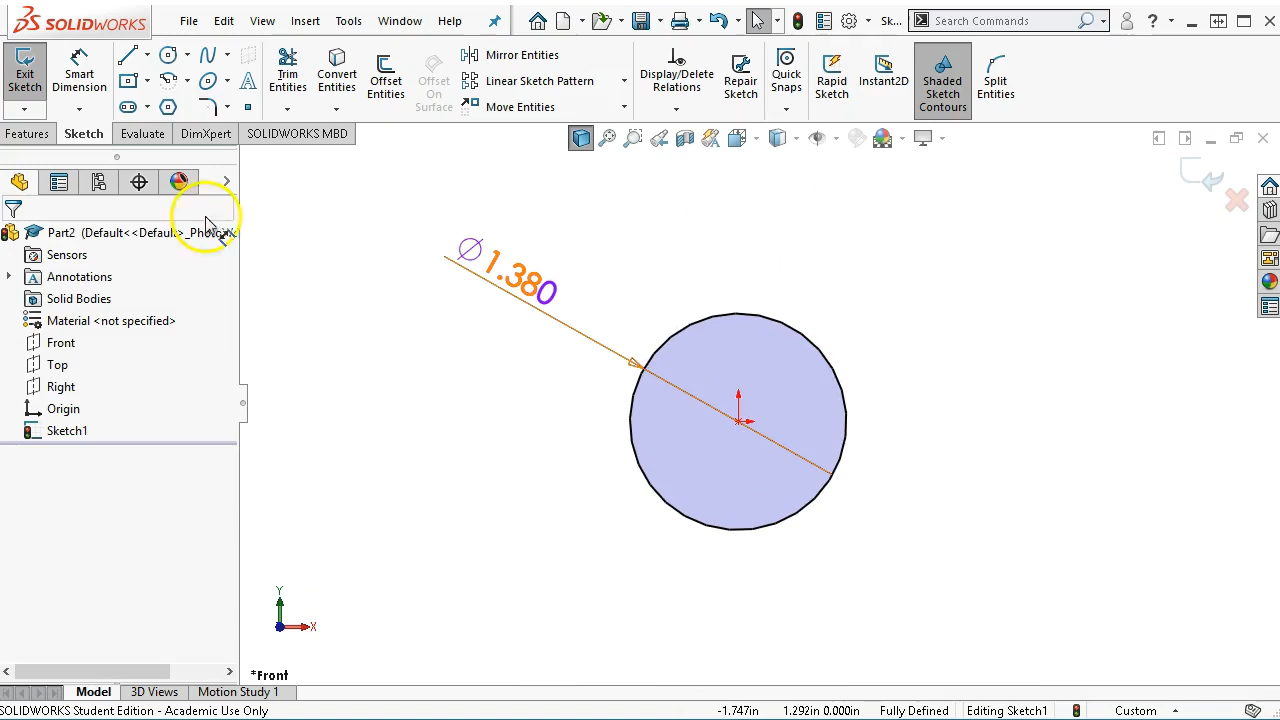 SOLIDWORKS
File
Edit
View
Insert
Tools
Window
Help
Sk...
Search Commands
?
Exit Sketch
Smart Dimension
Trim Entities
Convert Entities
Offset Entities
Offset On Surface
Mirror Entities
Linear Sketch Pattern
Move Entities
Display/Delete Relations
Repair Sketch
Quick Snaps
Rapid Sketch
Instant2D
Shaded Sketch Contours
Split Entities
Features
Sketch
Evaluate
DimXpert
SOLIDWORKS MBD
Part2 (Default<<Default>
Sensors
Annotations
Solid Bodies
Material <not specified>
Front
Top
Right
Origin
Sketch1
∅ 1.380
Y
X
*Front
Model
3D Views
Motion Study 1
SOLIDWORKS Student Edition - Academic Use Only
-1.747in
1.292in 0.000in
Fully Defined
Editing Sketch1
Custom